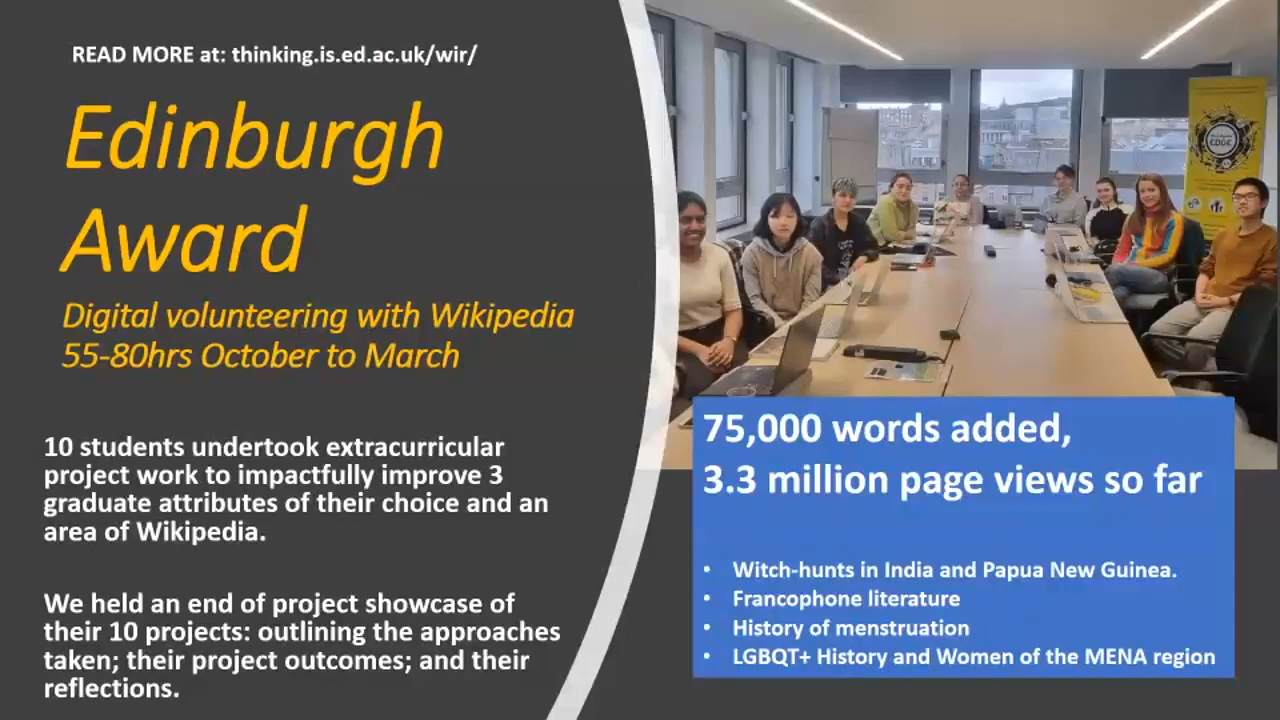 READ MORE at: thinking.is.ed.ac.uk/wir/
Edinburgh
Award
Digital volunteering with Wikipedia
55-80hrs October to March
10 students undertook extracurricular
project work to impactfully improve 3
graduate attributes of their choice and an
area of Wikipedia.
We held an end of project showcase of
their 10 projects: outlining the approaches
taken; their project outcomes; and their
reflections.
EDGE
75,000 words added,
3.3 million page views so far
• Witch-hunts in India and Papua New Guinea.
• Francophone literature
• History of menstruation
• LGBQT+ History and Women of the MENA region